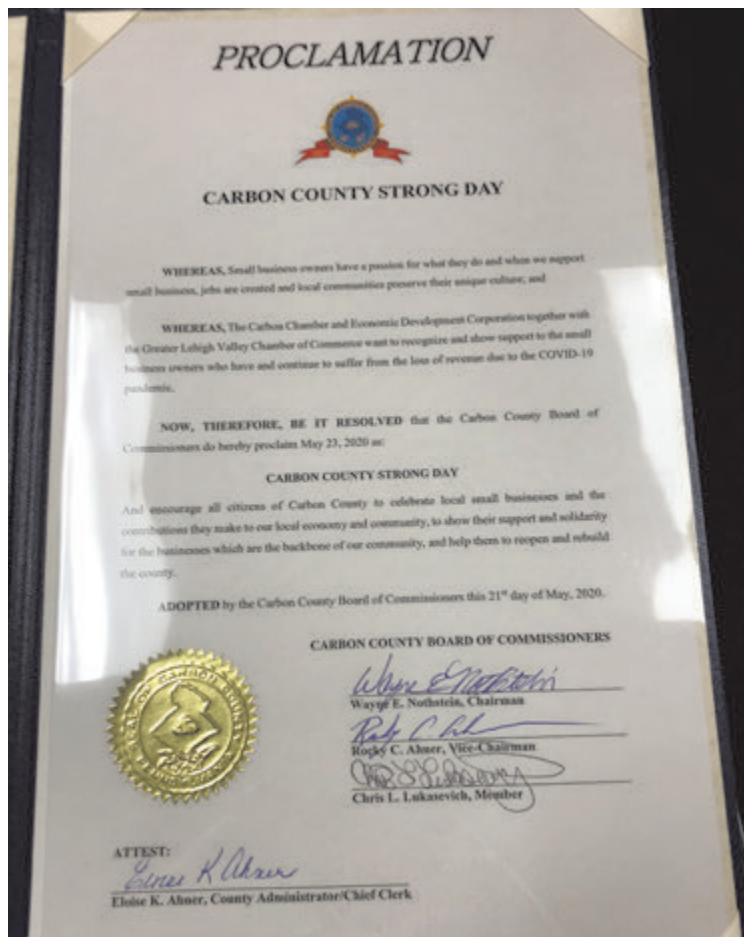 PROCLAMATION
CARBON COUNTY STRONG DAY
WHEREAS, Small business owners have a passion for what they do and when we support
small business, jobs are created and local communities preserve their unique culture; and
WHEREAS, The Carbon Chamber and Economic Development Corporation together with
the Greater Lehigh Valley Chamber of Commerce want to recognize and show support to the small
business owners who have and continue to suffer from the loss of revenue due to the COVID-19
pandemic.
NOW, THEREFORE, BE IT RESOLVED that the Carbon County Board of
Commissioners do hereby proclaim May 23, 2020 as:
CARBON COUNTY STRONG DAY
And encourage all citizens of Carbon County to celebrate local small businesses and the
contributions they make to our local economy and community, to show their support and solidarity
for the businesses which are the backbone of our community, and help them to reopen and rebuild
the county.
ADOPTED by the Carbon County Board of Commissioners this 21st day of May, 2020.
CARBON COUNTY BOARD OF COMMISSIONERS
Wayne E Nothstein
Wayne E. Nothstein, Chairman
Rocky C. Ahner, Vice-Chairman
Chris L. Lukasevich, Member
SEAL OF CARBON COUNTY
ATTEST:
Eloise K Ahner
Eloise K. Ahner, County Administrator/Chief Clerk